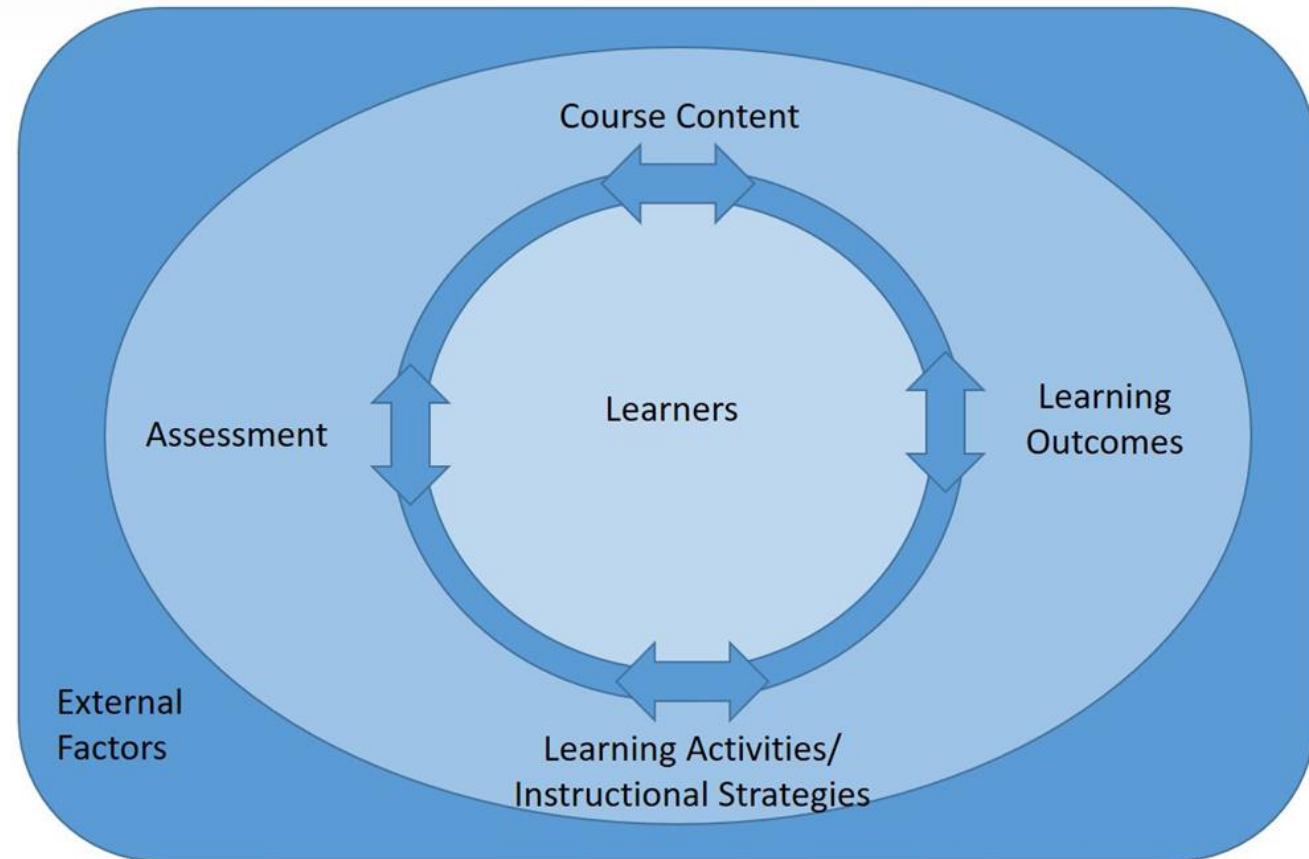 Course Content
Assessment
Learners
Learning
Outcomes
External
Factors
Learning Activities/
Instructional Strategies